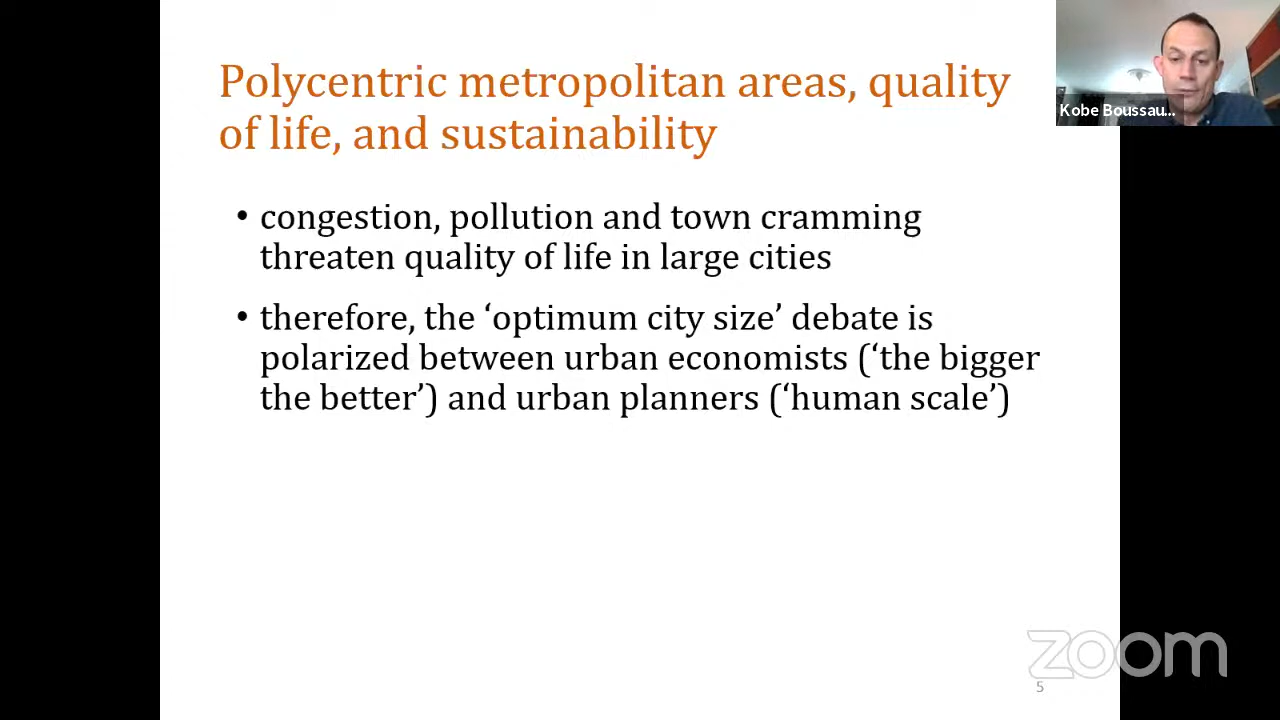 Polycentric metropolitan areas, quality
of life, and sustainability
Kobe Boussau...
• congestion, pollution and town cramming
threaten quality of life in large cities
• therefore, the ‘optimum city size’ debate is
polarized between urban economists (‘the bigger
the better’) and urban planners (‘human scale’)
zoom
5